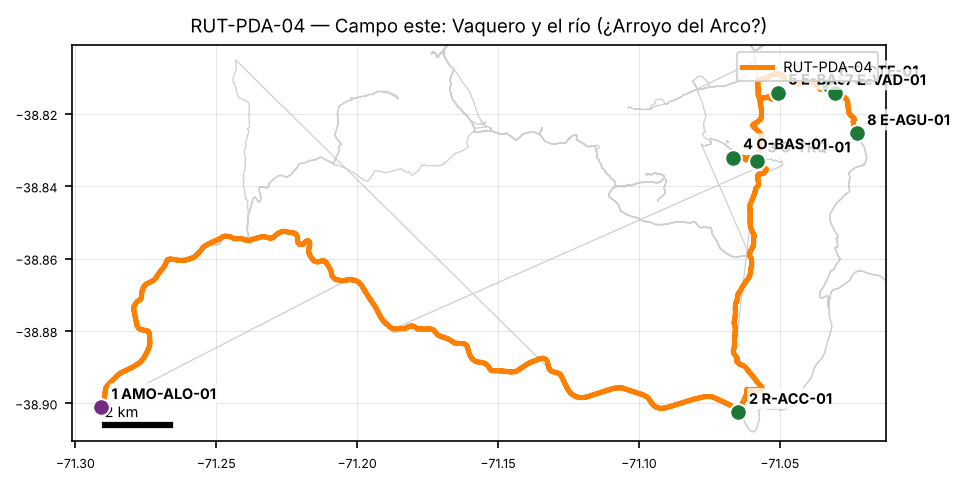 RUT-PDA-04 — Campo este: Vaquero y el río (¿Arroyo del Arco?)
RUT-PDA-04
E-VAD-01
8 E-AGU-01
4 O-BAS-01
1 AMO-ALO-01
2 km
2 R-ACC-01
−38.82
−38.84
−38.86
−38.88
−38.90
−71.30
−71.25
−71.20
−71.15
−71.10
−71.05